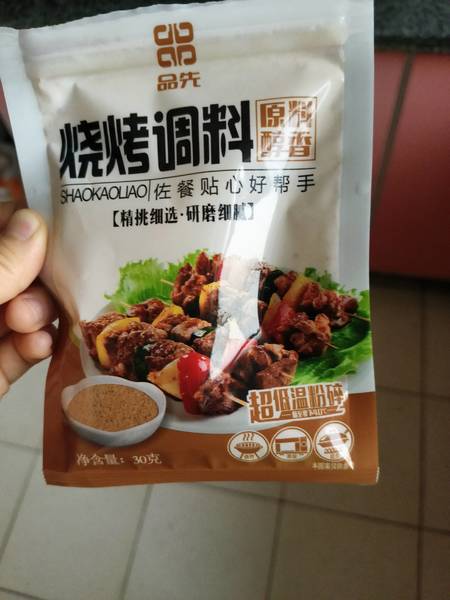 品先
烧烤调料
原料
醇香
SHAOKAOLIAO
佐餐贴心好帮手
【精挑细选·研磨细腻】
超低温粉碎
净含量：30克